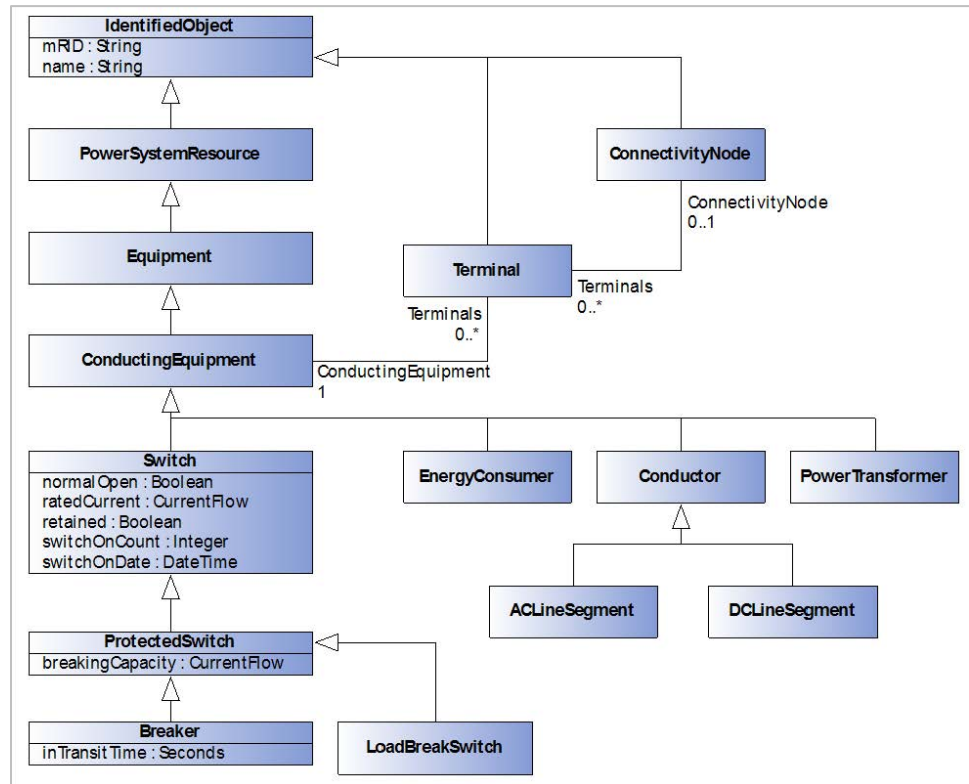 IdentifiedObject
mRID : String
name : String
PowerSystemResource
ConnectivityNode
ConnectivityNode
0..1
Equipment
Terminal
Terminals
0..*
Terminals
0..*
ConductingEquipment
ConductingEquipment
1
Switch
normalOpen : Boolean
ratedCurrent : CurrentFlow
retained : Boolean
switchOnCount : Integer
switchOnDate : DateTime
EnergyConsumer
Conductor
PowerTransformer
ACLineSegment
DCLineSegment
ProtectedSwitch
breakingCapacity : CurrentFlow
Breaker
inTransitTime : Seconds
LoadBreakSwitch